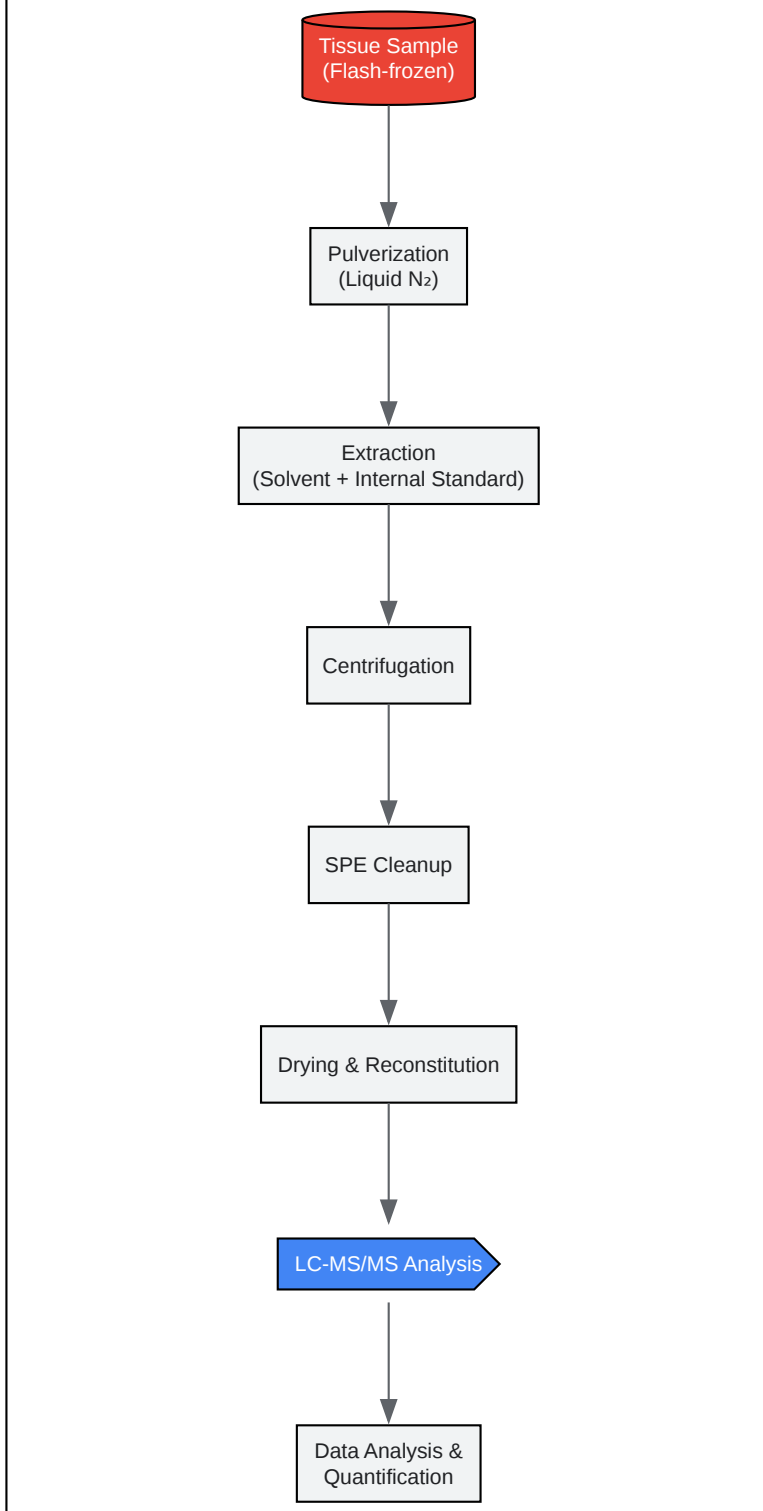 Tissue Sample
(Flash-frozen)
Pulverization
(Liquid N₂)
Extraction
(Solvent + Internal Standard)
Centrifugation
SPE Cleanup
Drying & Reconstitution
LC-MS/MS Analysis
Data Analysis &
Quantification